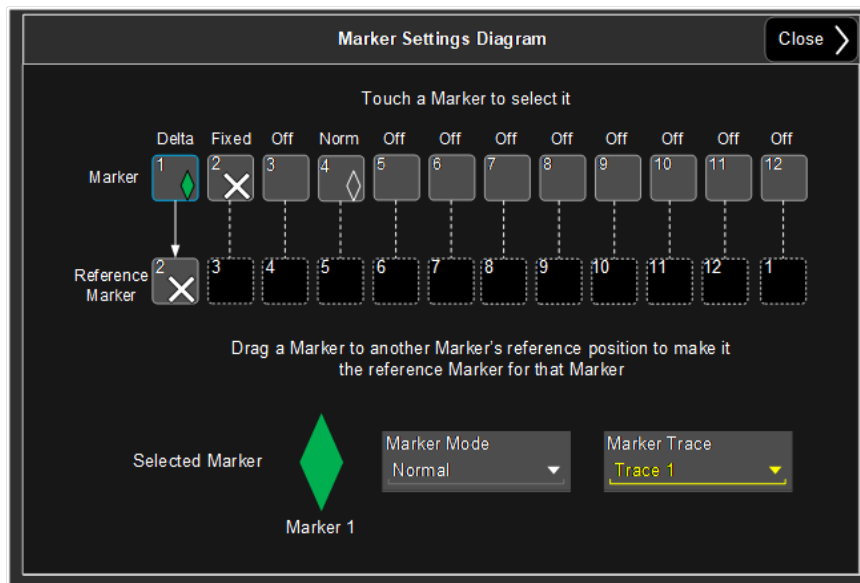 Marker Settings Diagram
Close
Touch a Marker to select it
Delta Fixed Off Norm Off Off Off Off Off Off Off Off
Marker
1 2 3 4 5 6 7 8 9 10 11 12
Reference
Marker
2 3 4 5 6 7 8 9 10 11 12 1
Drag a Marker to another Marker's reference position to make it
the reference Marker for that Marker
Selected Marker
Marker Mode
Normal
Marker Trace
Trace 1
Marker 1